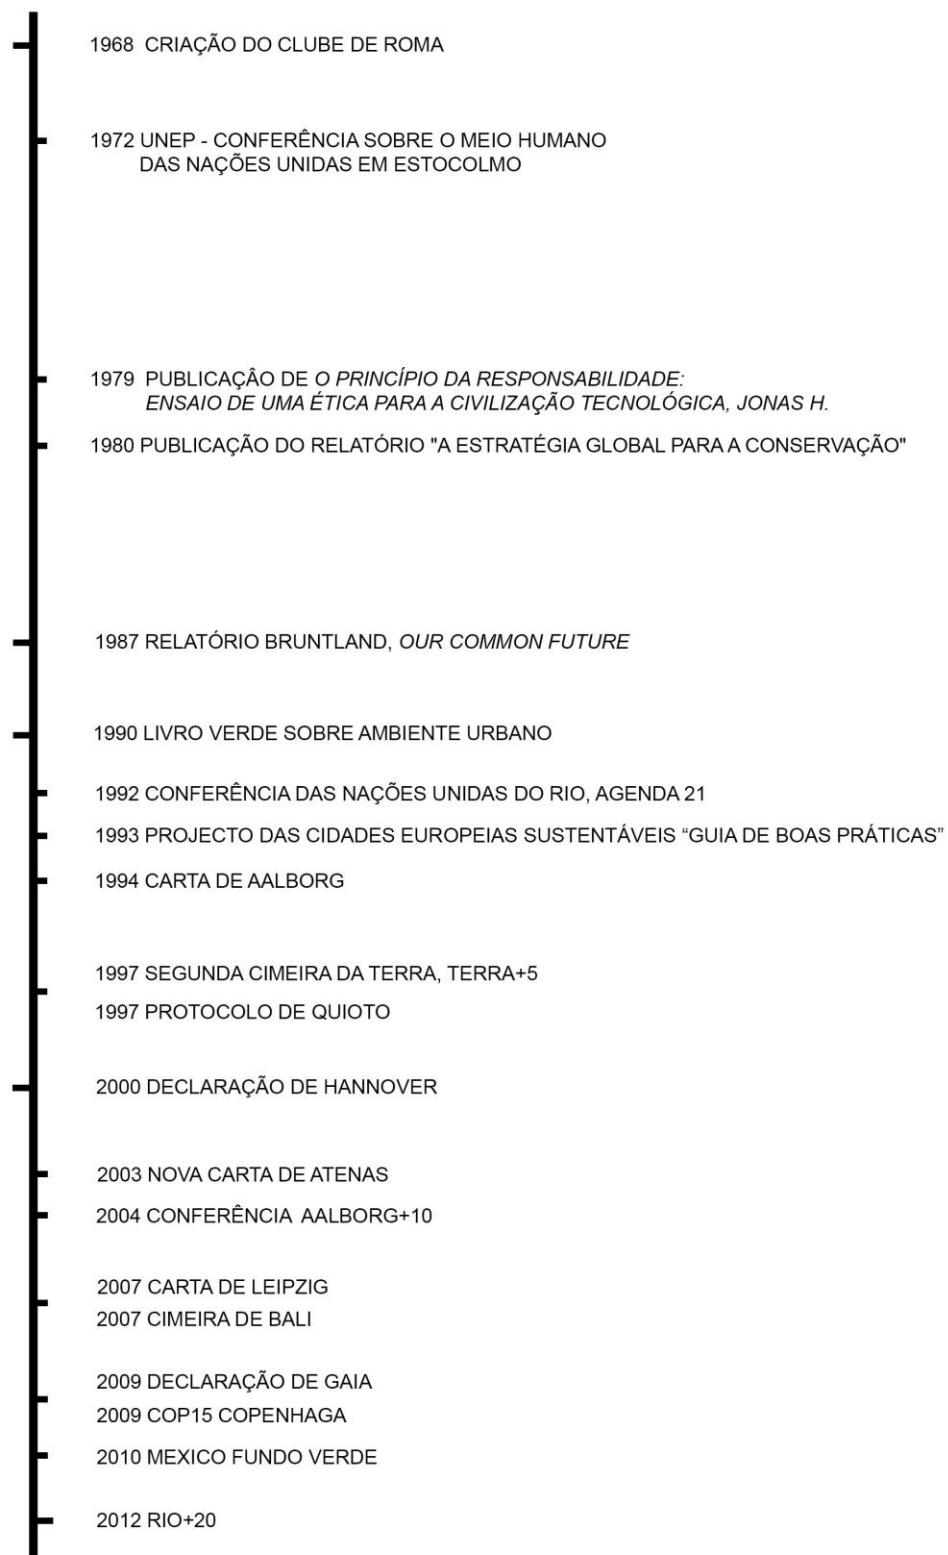 1968  CRIAÇÃO DO CLUBE DE ROMA
1972 UNEP - CONFERÊNCIA SOBRE O MEIO HUMANO
DAS NAÇÕES UNIDAS EM ESTOCOLMO
1979  PUBLICAÇÂO DE O PRINCÍPIO DA RESPONSABILIDADE:
ENSAIO DE UMA ÉTICA PARA A CIVILIZAÇÃO TECNOLÓGICA, JONAS H.
1980 PUBLICAÇÃO DO RELATÓRIO "A ESTRATÉGIA GLOBAL PARA A CONSERVAÇÃO"
1987 RELATÓRIO BRUNTLAND, OUR COMMON FUTURE
1990 LIVRO VERDE SOBRE AMBIENTE URBANO
1992 CONFERÊNCIA DAS NAÇÕES UNIDAS DO RIO, AGENDA 21
1993 PROJECTO DAS CIDADES EUROPEIAS SUSTENTÁVEIS “GUIA DE BOAS PRÁTICAS”
1994 CARTA DE AALBORG
1997 SEGUNDA CIMEIRA DA TERRA, TERRA+5
1997 PROTOCOLO DE QUIOTO
2000 DECLARAÇÃO DE HANNOVER
2003 NOVA CARTA DE ATENAS
2004 CONFERÊNCIA  AALBORG+10
2007 CARTA DE LEIPZIG
2007 CIMEIRA DE BALI
2009 DECLARAÇÃO DE GAIA
2009 COP15 COPENHAGA
2010 MEXICO FUNDO VERDE
2012 RIO+20